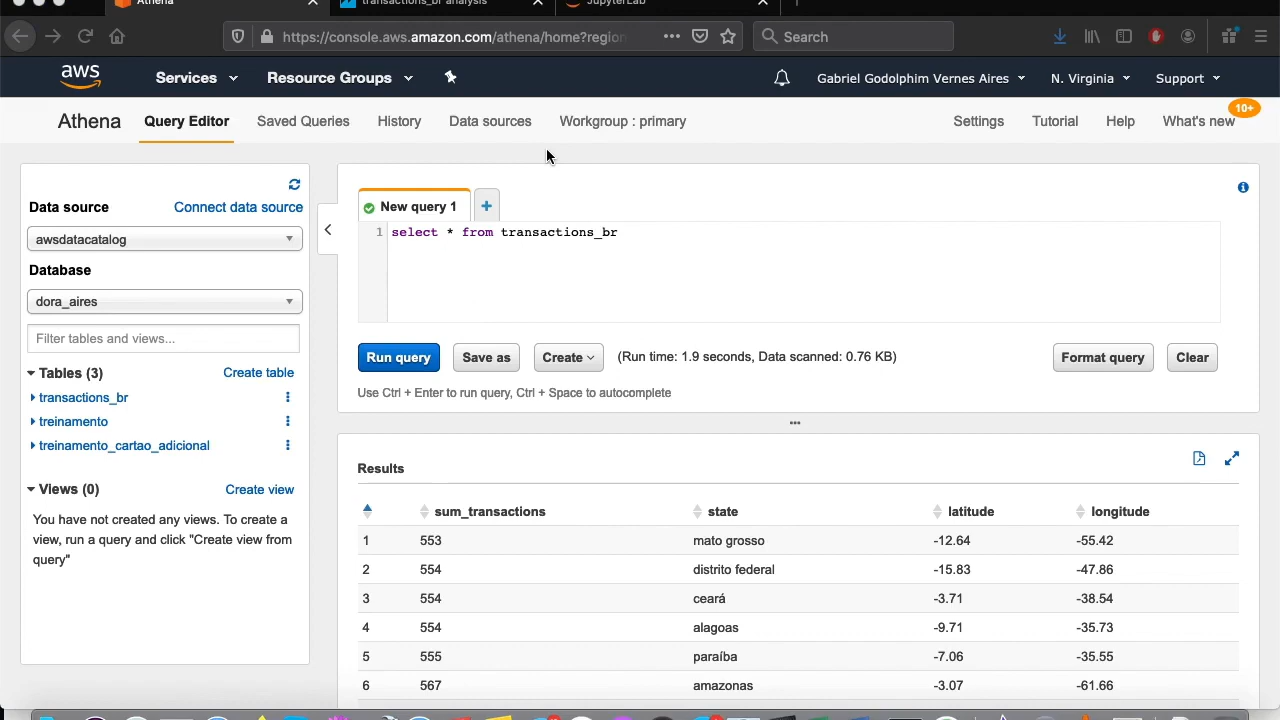 Athena
transactions_br analysis
JupyterLab
https://console.aws.amazon.com/athena/home?region
Search
aws
Services
Resource Groups
Gabriel Godolphim Vernes Aires
N. Virginia
Support
Athena
Query Editor
Saved Queries
History
Data sources
Workgroup : primary
Settings
Tutorial
Help
What's new
10+
Data source
Connect data source
awsdatacatalog
Database
dora_aires
Filter tables and views...
Tables (3)
Create table
transactions_br
treinamento
treinamento_cartao_adicional
Views (0)
Create view
You have not created any views. To create a
view, run a query and click "Create view from
query"
New query 1
1 select * from transactions_br
Run query
Save as
Create
(Run time: 1.9 seconds, Data scanned: 0.76 KB)
Format query
Clear
Use Ctrl + Enter to run query, Ctrl + Space to autocomplete
Results
sum_transactions state latitude longitude
1 553 mato grosso -12.64 -55.42
2 554 distrito federal -15.83 -47.86
3 554 ceará -3.71 -38.54
4 554 alagoas -9.71 -35.73
5 555 paraíba -7.06 -35.55
6 567 amazonas -3.07 -61.66